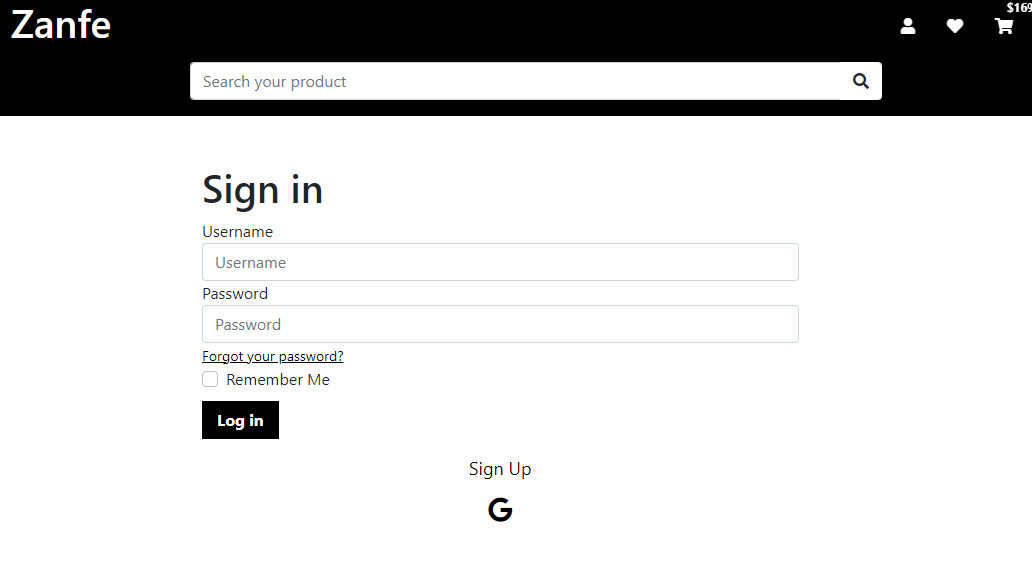 Zanfe
$169
Search your product
Sign in
Username
Username
Password
Password
Forgot your password?
Remember Me
Log in
Sign Up
G